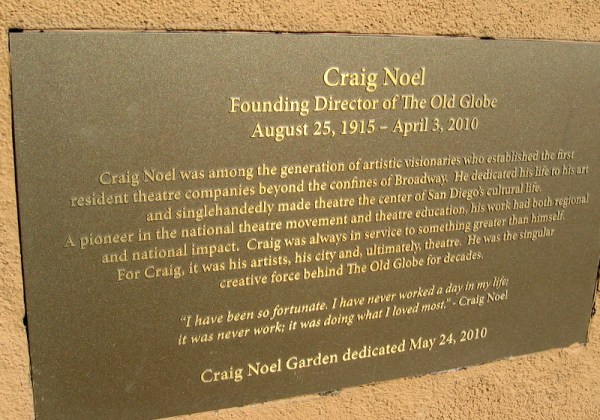 Craig Noel
Founding Director of The Old Globe
August 25, 1915 – April 3, 2010
Craig Noel was among the generation of artistic visionaries who established the first
resident theatre companies beyond the confines of Broadway. He dedicated his life to his art
and singlehandedly made theatre the center of San Diego's cultural life.
A pioneer in the national theatre movement and theatre education, his work had both regional
and national impact. Craig was always in service to something greater than himself.
For Craig, it was his artists, his city and, ultimately, theatre. He was the singular
creative force behind The Old Globe for decades.
"I have been so fortunate. I have never worked a day in my life;
it was never work; it was doing what I loved most." - Craig Noel
Craig Noel Garden dedicated May 24, 2010